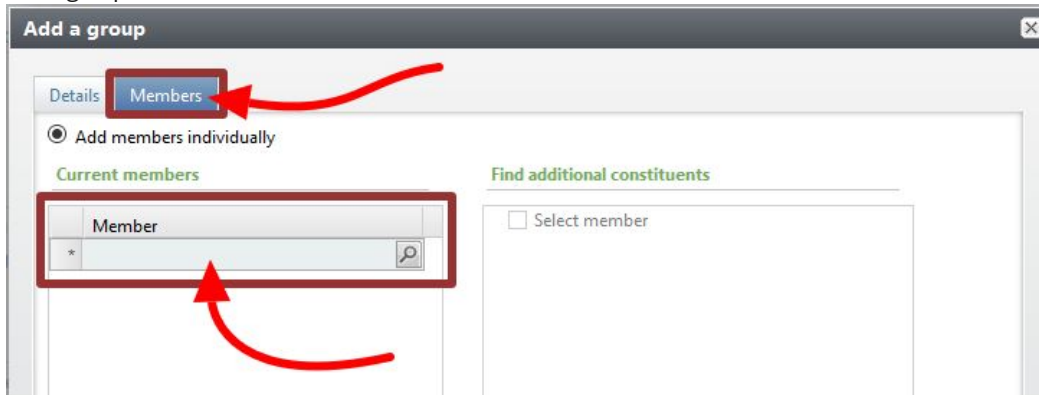 Add a group
Details Members
Add members individually
Current members Find additional constituents
Member Select member
*